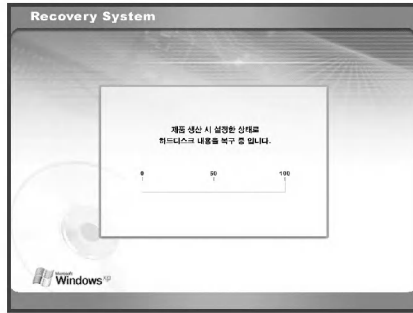 Recovery System
제품 생산 시 설정한 상태로
하드디스크 내용을 복구 중 입니다.
0 50 100
Microsoft
Windows xp